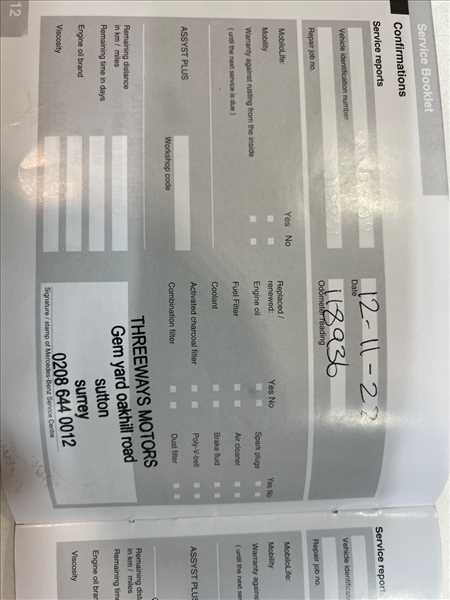 Service Booklet
Confirmations
Service reports
Vehicle identification number
Repair job no.
Date
12-11-22
Odometer reading
118936
MobiloLife:
Mobility
Warranty against rusting from the inside
( until the next service is due )
Yes No
ASSYST PLUS
Workshop code
Remaining distance
in km / miles
Remaining time in days
Engine oil brand
Viscosity
Replaced /
renewed:
Yes No
Yes No
Engine oil
Spark plugs
Fuel Filter
Air cleaner
Coolant
Brake fluid
Activated charcoal filter
Poly-V-belt
Combination filter
Dust filter
THREEWAYS MOTORS
Gem yard oakhill road
sutton
surrey
0208 644 0012
Signature / stamp of Mercedes-Benz Service Centre
12
Service report
Vehicle identification
Repair job no.
MobiloLife:
Mobility
Warranty against
( until the next
ASSYST PLUS
Remaining dist
in km / miles
Remaining time
Engine oil bran
Viscosity